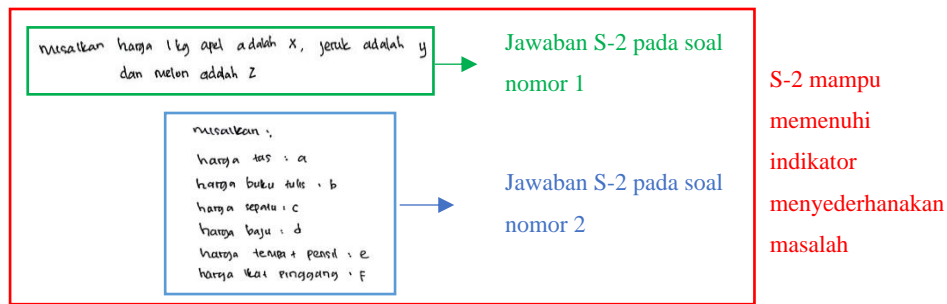 misalkan harga 1 kg apel adalah x, jeruk adalah y
dan melon adalah z
Jawaban S-2 pada soal
nomor 1
misalkan :
harga tas : a
harga buku tulis : b
harga sepatu : c
harga baju : d
harga tempat pensil : e
harga ikat pinggang : F
Jawaban S-2 pada soal
nomor 2
S-2 mampu
memenuhi
indikator
menyederhanakan
masalah